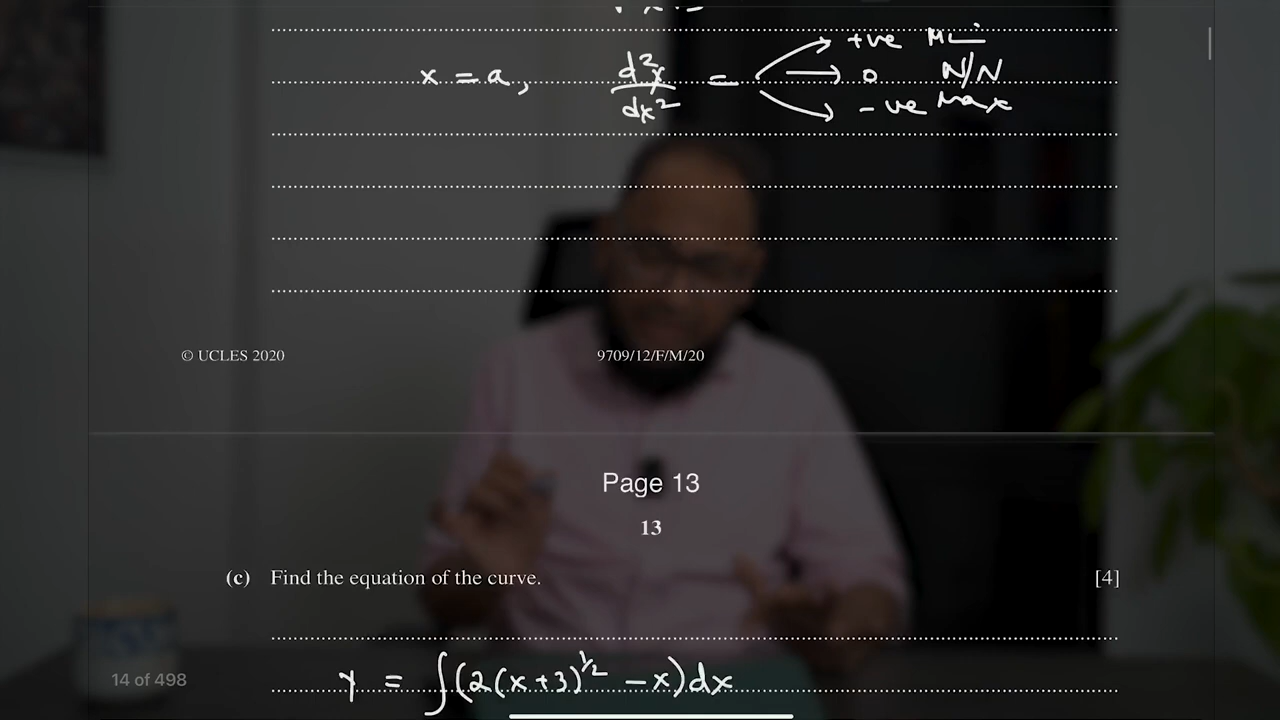 x = a, d²x/dx² = → +ve Min
→ 0 N/N
→ -ve Max
© UCLES 2020 9709/12/F/M/20
Page 13
13
(c) Find the equation of the curve. [4]
14 of 498
y = ∫(2(x+3)^½ − x)dx